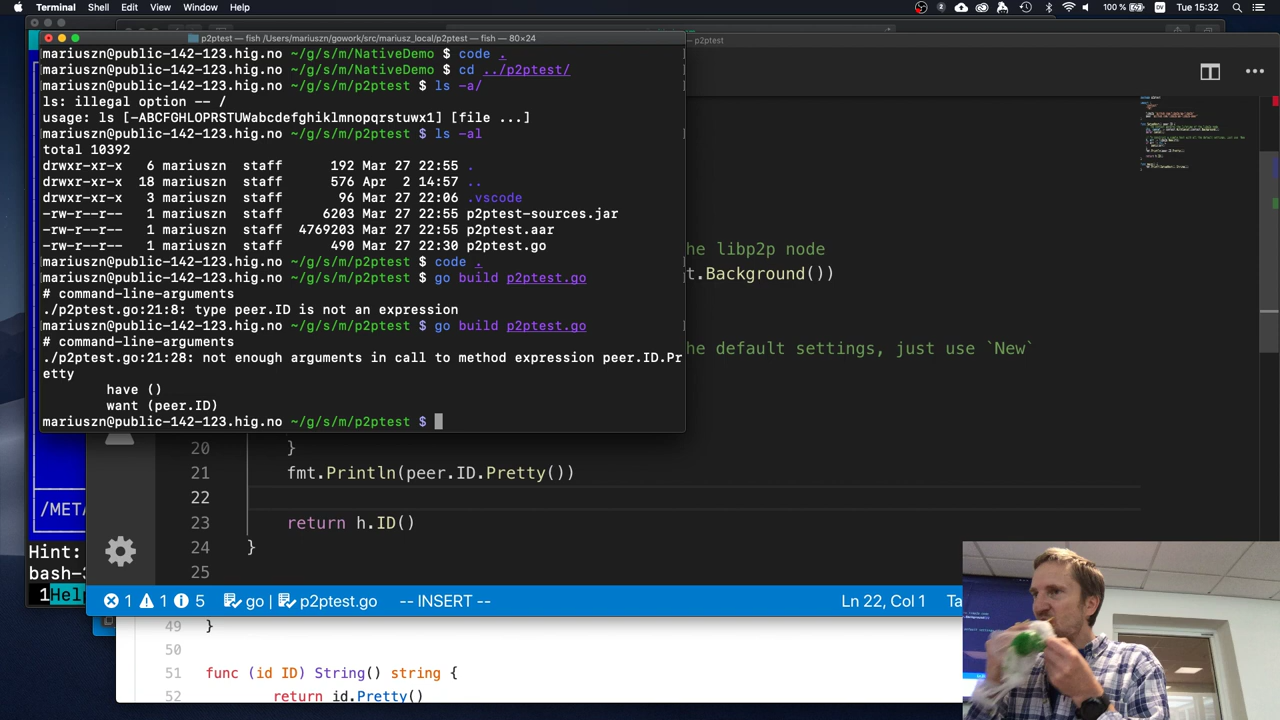 Terminal Shell Edit View Window Help
2 100 % DV Tue 15:32
p2ptest — fish /Users/mariuszn/gowork/src/mariusz_local/p2ptest — fish — 80×24
— p2ptest
mariuszn@public-142-123.hig.no ~/g/s/m/NativeDemo $ code .
mariuszn@public-142-123.hig.no ~/g/s/m/NativeDemo $ cd ../p2ptest/
mariuszn@public-142-123.hig.no ~/g/s/m/p2ptest $ ls -a/
ls: illegal option -- /
usage: ls [-ABCFGHLOPRSTUWabcdefghiklmnopqrstuwx1] [file ...]
mariuszn@public-142-123.hig.no ~/g/s/m/p2ptest $ ls -al
total 10392
drwxr-xr-x 6 mariuszn staff 192 Mar 27 22:55 .
drwxr-xr-x 18 mariuszn staff 576 Apr 2 14:57 ..
drwxr-xr-x 3 mariuszn staff 96 Mar 27 22:06 .vscode
-rw-r--r-- 1 mariuszn staff 6203 Mar 27 22:55 p2ptest-sources.jar
-rw-r--r-- 1 mariuszn staff 4769203 Mar 27 22:55 p2ptest.aar
-rw-r--r-- 1 mariuszn staff 490 Mar 27 22:30 p2ptest.go
mariuszn@public-142-123.hig.no ~/g/s/m/p2ptest $ code .
mariuszn@public-142-123.hig.no ~/g/s/m/p2ptest $ go build p2ptest.go
# command-line-arguments
./p2ptest.go:21:8: type peer.ID is not an expression
mariuszn@public-142-123.hig.no ~/g/s/m/p2ptest $ go build p2ptest.go
# command-line-arguments
./p2ptest.go:21:28: not enough arguments in call to method expression peer.ID.Pr
etty
have ()
want (peer.ID)
mariuszn@public-142-123.hig.no ~/g/s/m/p2ptest $
he libp2p node
t.Background())
he default settings, just use `New`
20 }
21 fmt.Println(peer.ID.Pretty())
22
23 return h.ID()
24 }
25
/META
Hint:
bash-3
1Help
1 1 5 go | p2ptest.go -- INSERT -- Ln 22, Col 1 Ta
49 }
50
51 func (id ID) String() string {
52 return id.Pretty()